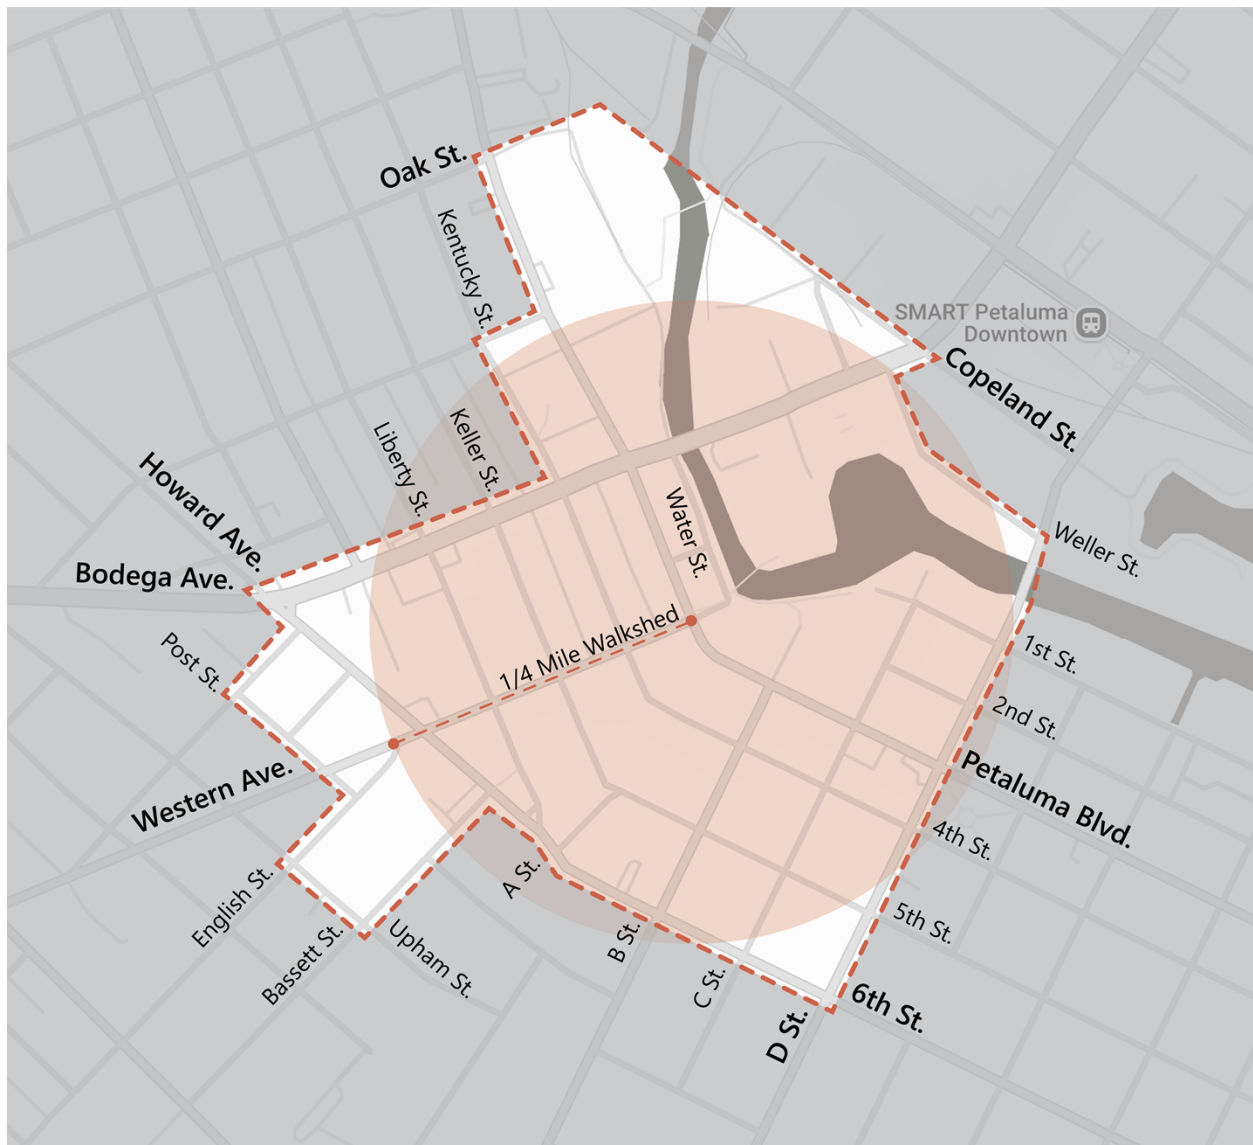 Oak St.
Kentucky St.
SMART Petaluma
Downtown
Copeland St.
Keller St.
Liberty St.
Howard Ave.
Bodega Ave.
Water St.
Weller St.
1/4 Mile Walkshed
Post St.
1st St.
2nd St.
Western Ave.
Petaluma Blvd.
4th St.
A St.
English St.
5th St.
Bassett St.
Upham St.
B St.
C St.
6th St.
D St.